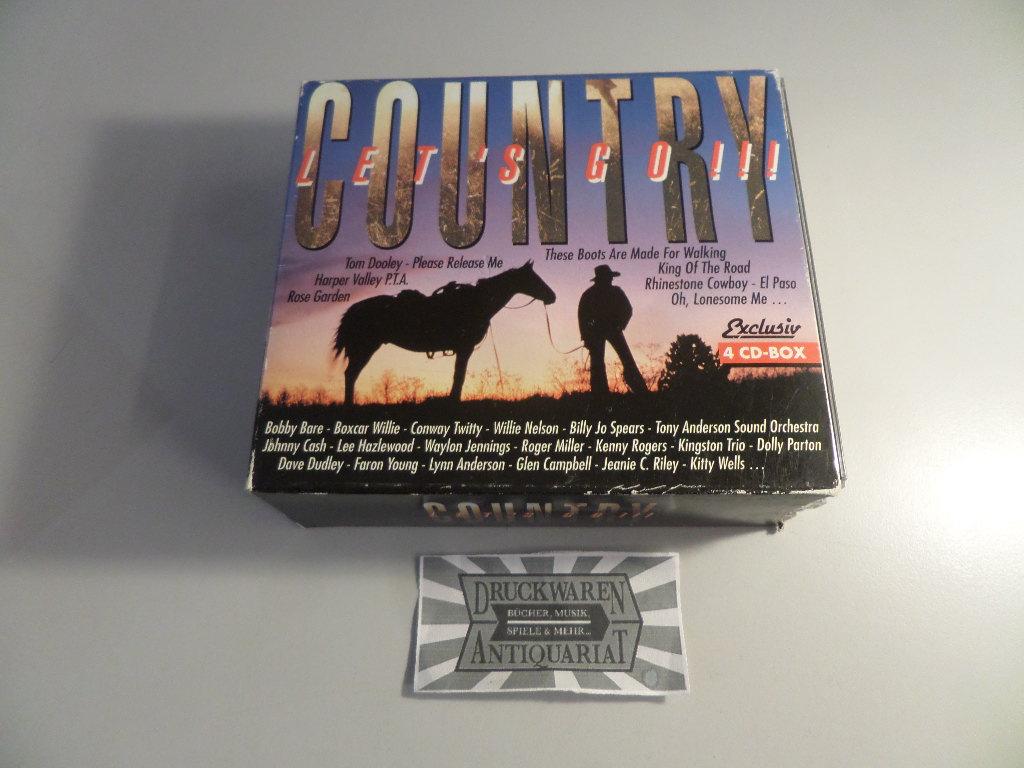 COUNTRY
LET'S GO!!!
Tom Dooley - Please Release Me
Harper Valley P.T.A.
Rose Garden
These Boots Are Made For Walking
King Of The Road
Rhinestone Cowboy - El Paso
Oh, Lonesome Me ...
Exclusiv
4 CD-BOX
Bobby Bare - Boxcar Willie - Conway Twitty - Willie Nelson - Billy Jo Spears - Tony Anderson Sound Orchestra
Johnny Cash - Lee Hazlewood - Waylon Jennings - Roger Miller - Kenny Rogers - Kingston Trio - Dolly Parton
Dave Dudley - Faron Young - Lynn Anderson - Glen Campbell - Jeanie C. Riley - Kitty Wells ...
COUNTRY
DRUCKWAREN
BÜCHER, MUSIK,
SPIELE & MEHR...
ANTIQUARIAT